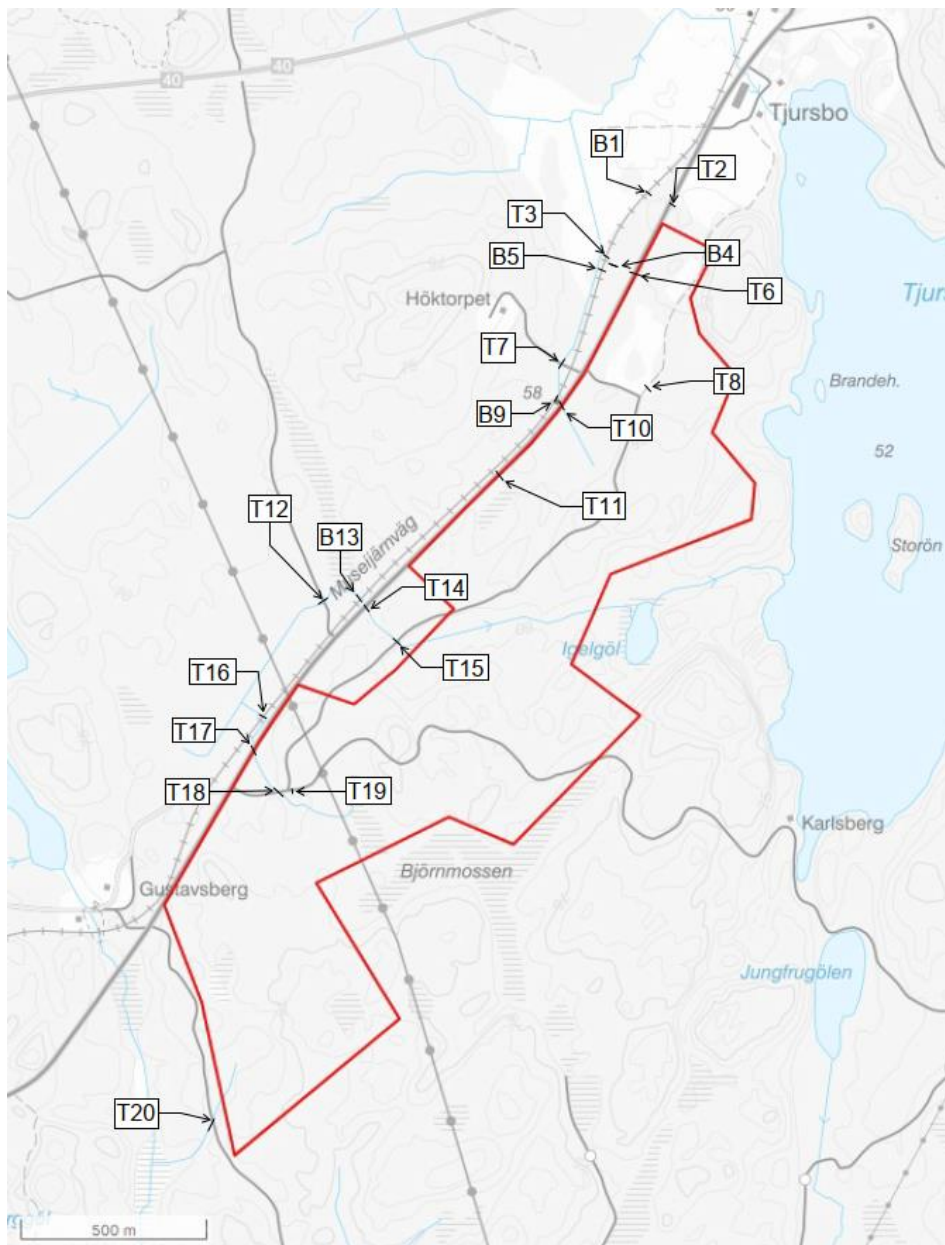 40
40
Tjursbo
B1
T2
T3
B4
B5
T6
Höktorpet
Tjur
T7
T8
Brandeh.
58
B9
T10
52
T11
Storön
T12
B13
Museijärnväg
T14
T15
Igelgöl
T16
T17
T18
T19
Karlsberg
Björnmossen
Gustavsberg
Jungfrugölen
T20
500 m